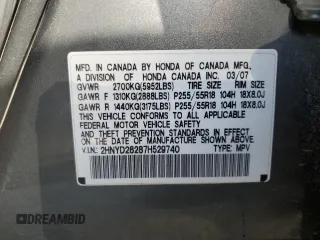 MFD. IN CANADA BY HONDA OF CANADA MFG.,
A DIVISION OF HONDA CANADA INC. 03/07
GVWR 2700KG(5952LBS) TIRE SIZE RIM SIZE
GAWR F 1310KG(2888LBS) P255/55R18 104H 18X8.0J
GAWR R 1440KG(3175LBS) P255/55R18 104H 18X8.0J
THIS VEHICLE CONFORMS TO ALL APPLICABLE
FEDERAL MOTOR VEHICLE SAFETY
AND THEFT PREVENTION STANDARDS IN EFFECT
ON THE DATE OF MANUFACTURE SHOWN ABOVE.
V.I.N: 2HNYD28287H529740 TYPE: MPV
© AutoBidMaster